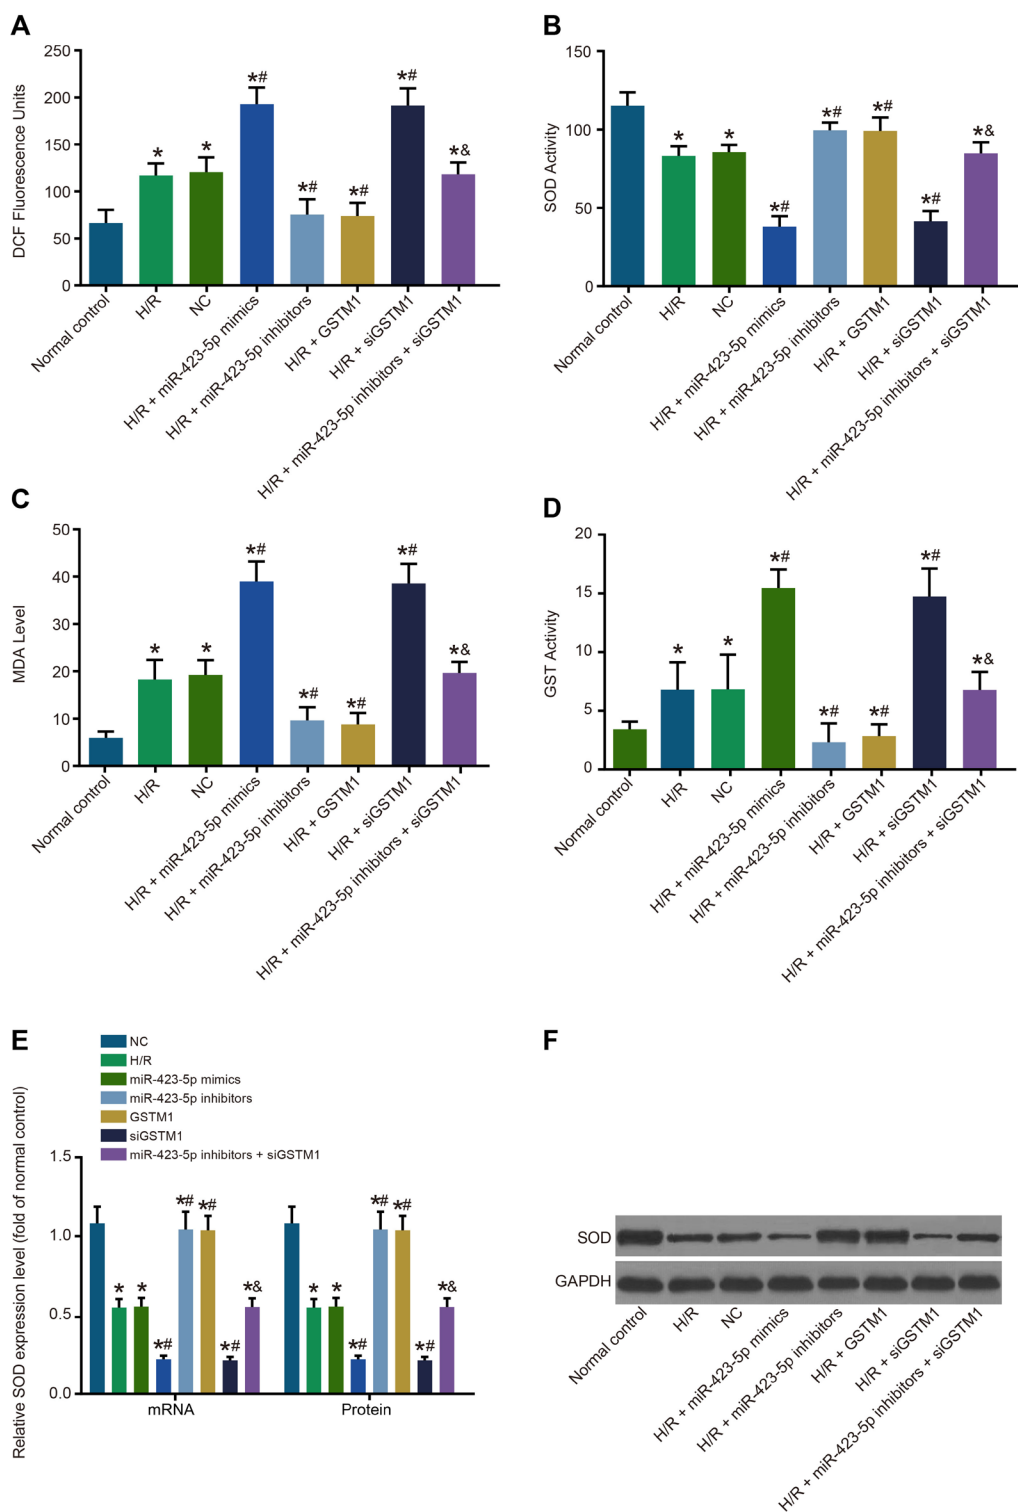 A
DCF Fluorescence Units
250
200
150
100
50
0
*
*
*#
*#
*#
*#
*&
Normal control
H/R
NC
H/R + miR-423-5p mimics
H/R + miR-423-5p inhibitors
H/R + GSTM1
H/R + siGSTM1
H/R + miR-423-5p inhibitors + siGSTM1
B
SOD Activity
150
100
50
0
*
*
*#
*#
*#
*#
*&
Normal control
H/R
NC
H/R + miR-423-5p mimics
H/R + miR-423-5p inhibitors
H/R + GSTM1
H/R + siGSTM1
H/R + miR-423-5p inhibitors + siGSTM1
C
MDA Level
50
40
30
20
10
0
*
*
*#
*#
*#
*#
*&
Normal control
H/R
NC
H/R + miR-423-5p mimics
H/R + miR-423-5p inhibitors
H/R + GSTM1
H/R + siGSTM1
H/R + miR-423-5p inhibitors + siGSTM1
D
GST Activity
20
15
10
5
0
*
*
*#
*#
*#
*#
*&
Normal control
H/R
NC
H/R + miR-423-5p mimics
H/R + miR-423-5p inhibitors
H/R + GSTM1
H/R + siGSTM1
H/R + miR-423-5p inhibitors + siGSTM1
E
NC
H/R
miR-423-5p mimics
miR-423-5p inhibitors
GSTM1
siGSTM1
miR-423-5p inhibitors + siGSTM1
Relative SOD expression level (fold of normal control)
1.5
1.0
0.5
0.0
*
*
*#
*#
*#
*#
*&
*
*
*#
*#
*#
*#
*&
mRNA
Protein
F
SOD
GAPDH
Normal control
H/R
NC
H/R + miR-423-5p mimics
H/R + miR-423-5p inhibitors
H/R + GSTM1
H/R + siGSTM1
H/R + miR-423-5p inhibitors + siGSTM1